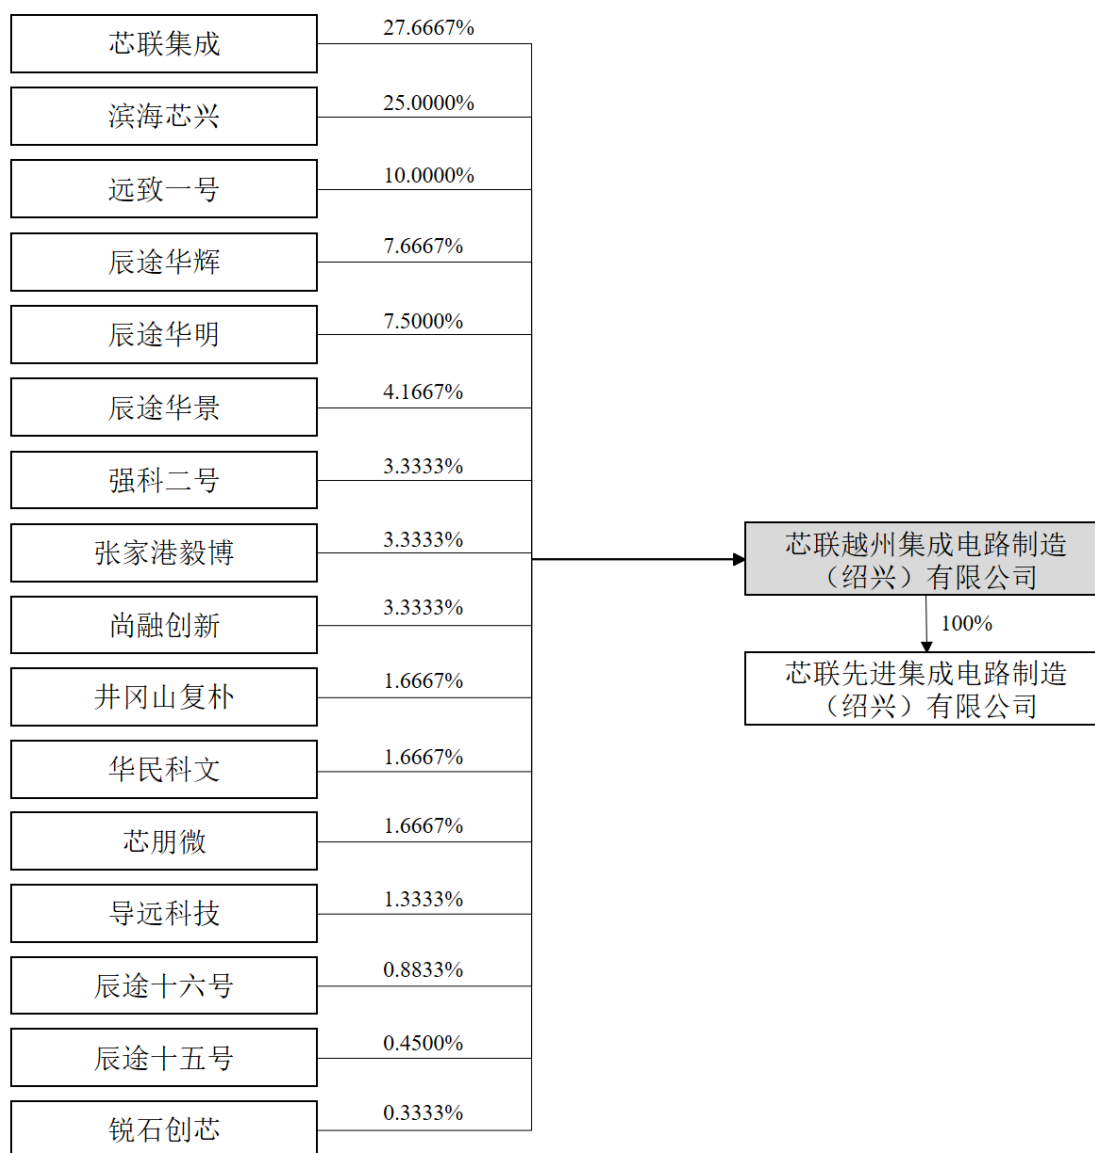 芯联集成
27.6667%
滨海芯兴
25.0000%
远致一号
10.0000%
辰途华辉
7.6667%
辰途华明
7.5000%
辰途华景
4.1667%
强科二号
3.3333%
张家港毅博
3.3333%
尚融创新
3.3333%
井冈山复朴
1.6667%
华民科文
1.6667%
芯朋微
1.6667%
导远科技
1.3333%
辰途十六号
0.8833%
辰途十五号
0.4500%
锐石创芯
0.3333%
芯联越州集成电路制造
（绍兴）有限公司
100%
芯联先进集成电路制造
（绍兴）有限公司